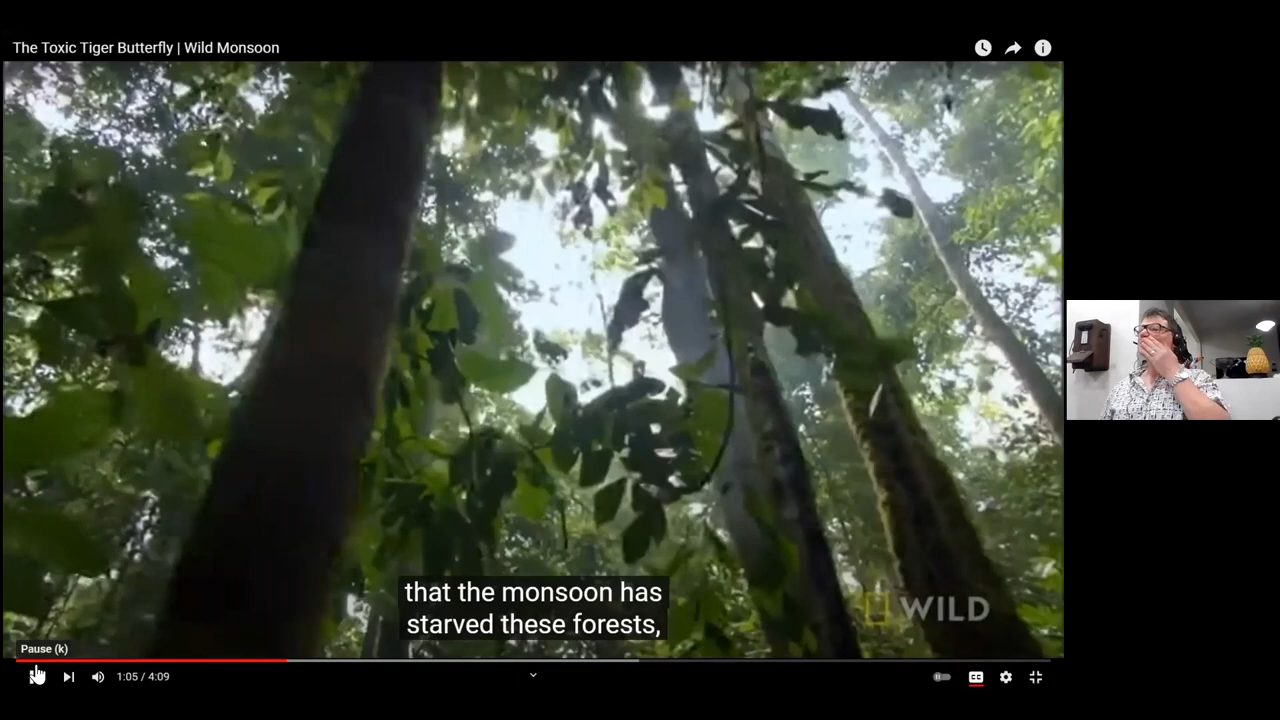 The Toxic Tiger Butterfly | Wild Monsoon
that the monsoon has
starved these forests,
WILD
Pause (k)
1:05 / 4:09
CC